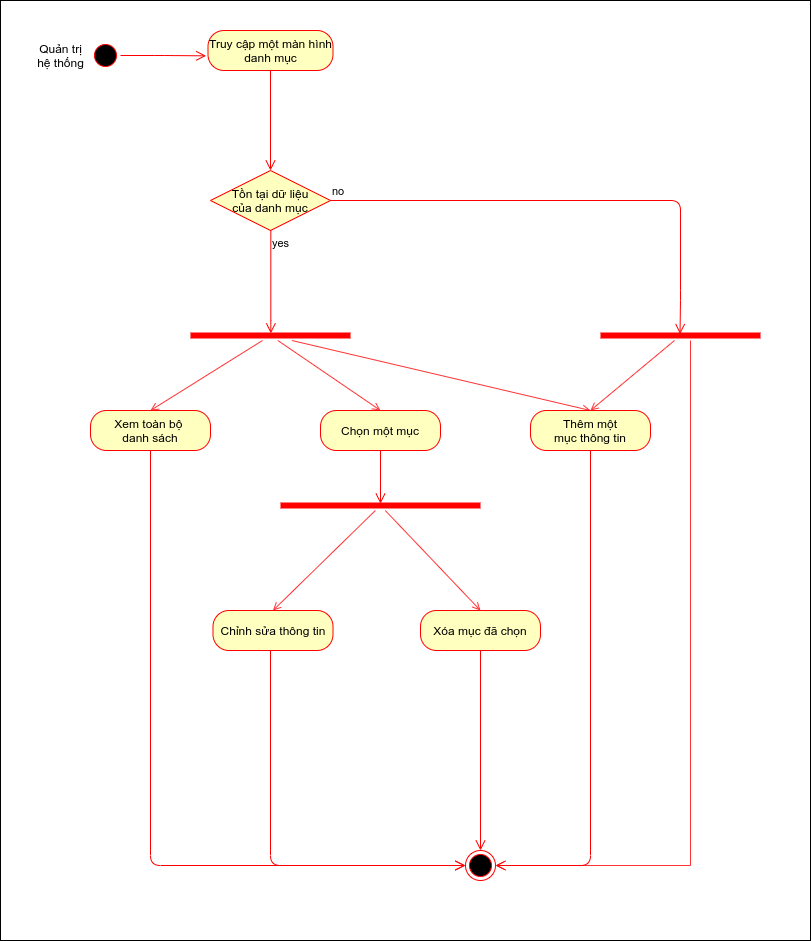 Quản trị
hệ thống
Truy cập một màn hình
danh mục
Tồn tại dữ liệu
của danh mục
no
yes
Xem toàn bộ
danh sách
Chọn một mục
Thêm một
mục thông tin
Chỉnh sửa thông tin
Xóa mục đã chọn